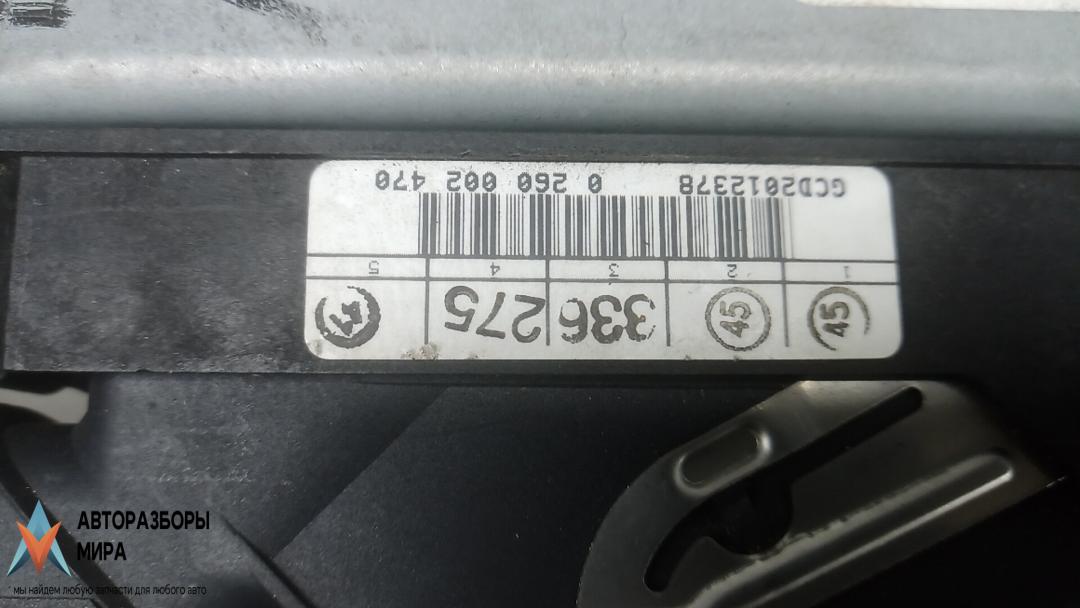 45 45 336 275
1 2 3 4 5
GCD2012378 0 260 002 470
АВТОРАЗБОРЫ
МИРА
* мы найдем любую запчасти для любого авто